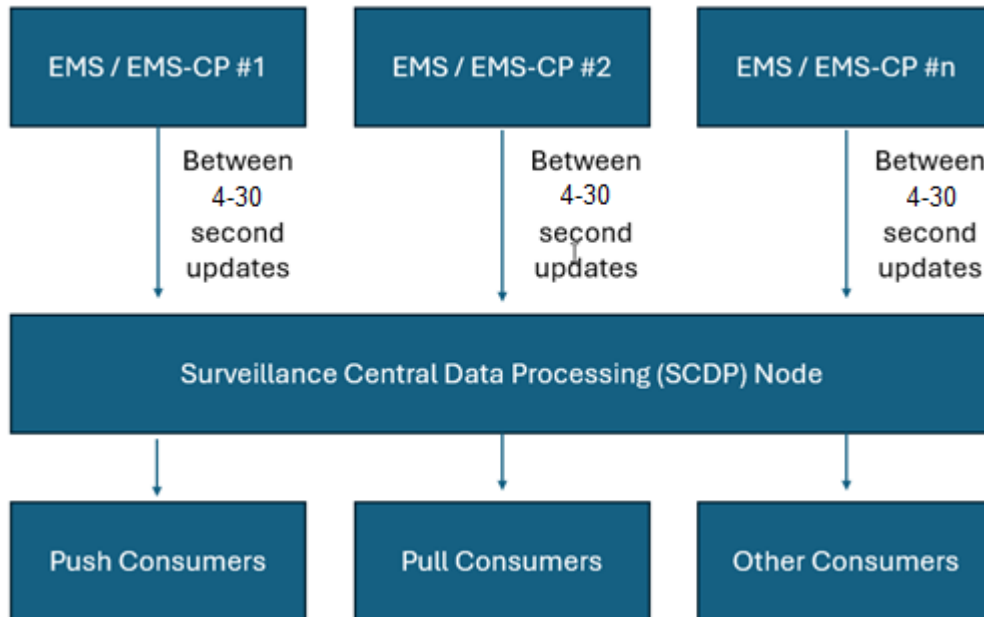 EMS / EMS-CP #1
EMS / EMS-CP #2
EMS / EMS-CP #n
Between
4-30
second
updates
Between
4-30
second
updates
Between
4-30
second
updates
Surveillance Central Data Processing (SCDP) Node
Push Consumers
Pull Consumers
Other Consumers